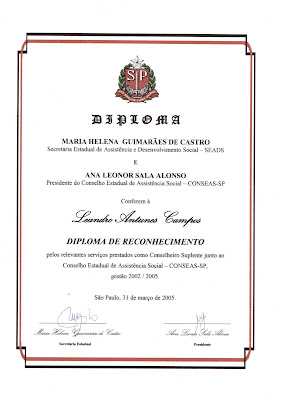 SP
DIPLOMA
MARIA HELENA GUIMARÃES DE CASTRO
Secretária Estadual de Assistência e Desenvolvimento Social – SEADS
E
ANA LEONOR SALA ALONSO
Presidente do Conselho Estadual de Assistência Social – CONSEAS-SP
Conferem à
Leandro Antunes Campos
DIPLOMA DE RECONHECIMENTO
pelos relevantes serviços prestados como Conselheiro Suplente junto ao
Conselho Estadual de Assistência Social – CONSEAS-SP,
gestão 2002 / 2005.
São Paulo, 31 de março de 2005.
Maria Helena Guimarães de Castro
Secretária Estadual
Ana Leonor Sala Alonso
Presidente